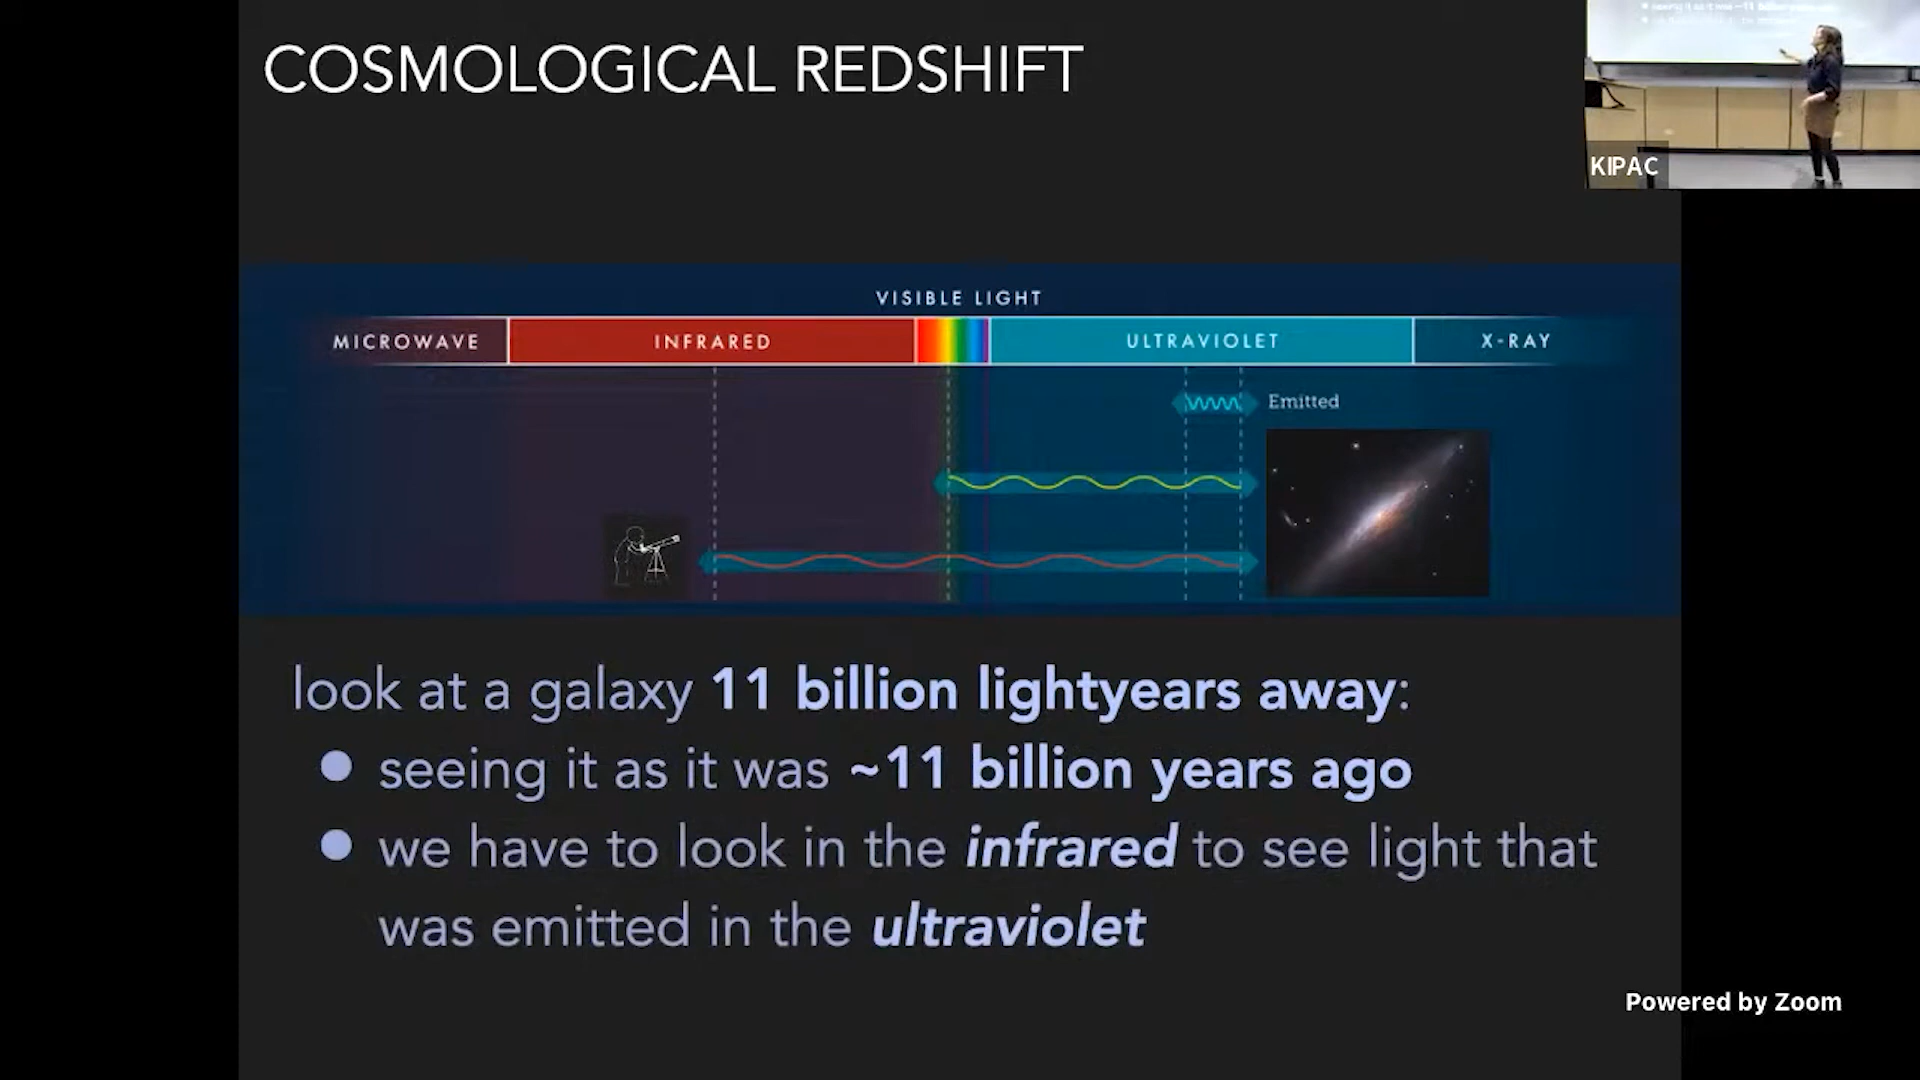 COSMOLOGICAL REDSHIFT
KIPAC
VISIBLE LIGHT
MICROWAVE
INFRARED
ULTRAVIOLET
X-RAY
Emitted
look at a galaxy 11 billion lightyears away:
● seeing it as it was ~11 billion years ago
● we have to look in the infrared to see light that
was emitted in the ultraviolet
Powered by Zoom